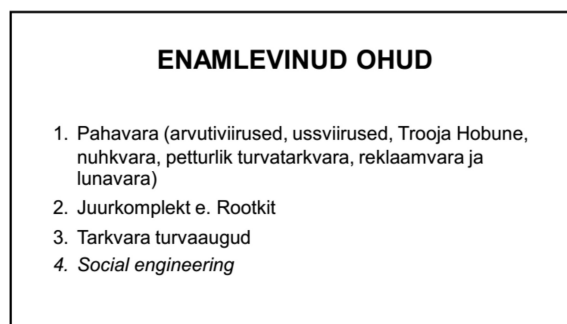 ENAMLEVINUD OHUD
1. Pahavara (arvutiviirused, ussviirused, Trooja Hobune,
nuhkvara, petturlik turvatarkvara, reklaamvara ja
lunavara)
2. Juurkomplekt e. Rootkit
3. Tarkvara turvaaugud
4. Social engineering